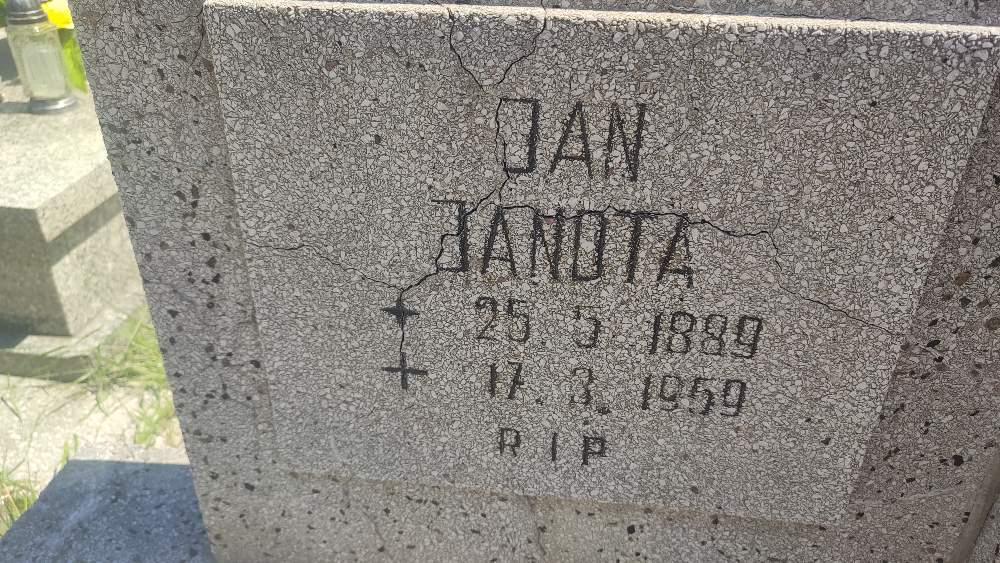 JAN
JANOTA
✦ 25. 5. 1889
+ 17. 3. 1959
R I P